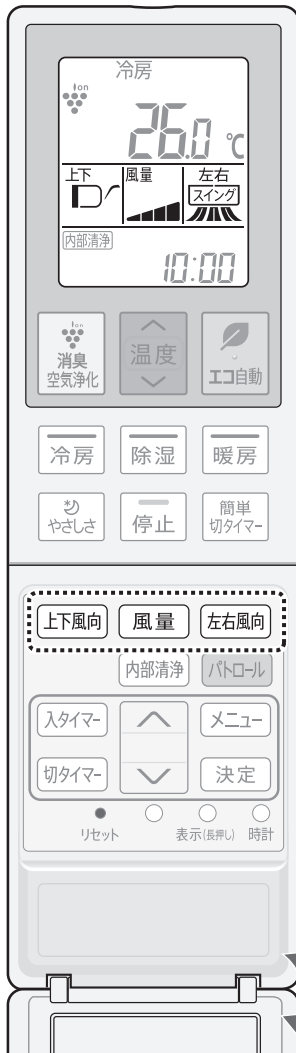 冷房
ion
26.0 ℃
上下 風量 左右
スイング
内部清浄
10:00
ion
消臭
空気浄化
温度
エコ自動
冷房 除湿 暖房
やさしさ 停止 簡単
切タイマー
上下風向 風量 左右風向
内部清浄 パトロール
入タイマー メニュー
切タイマー 決定
リセット 表示(長押し) 時計